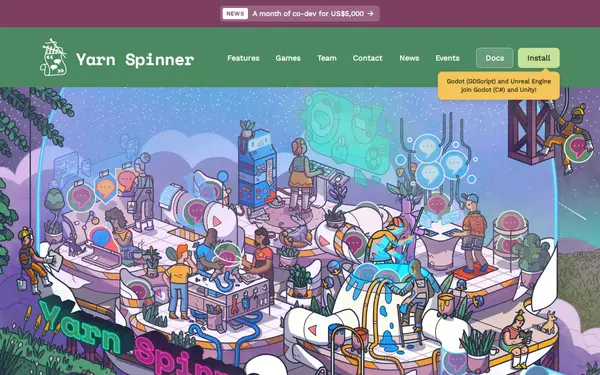 NEWS A month of co-dev for US$5,000 →
Yarn Spinner
Features Games Team Contact News Events Docs Install
Godot (GDScript) and Unreal Engine
join Godot (C#) and Unity!
Yarn Spinn